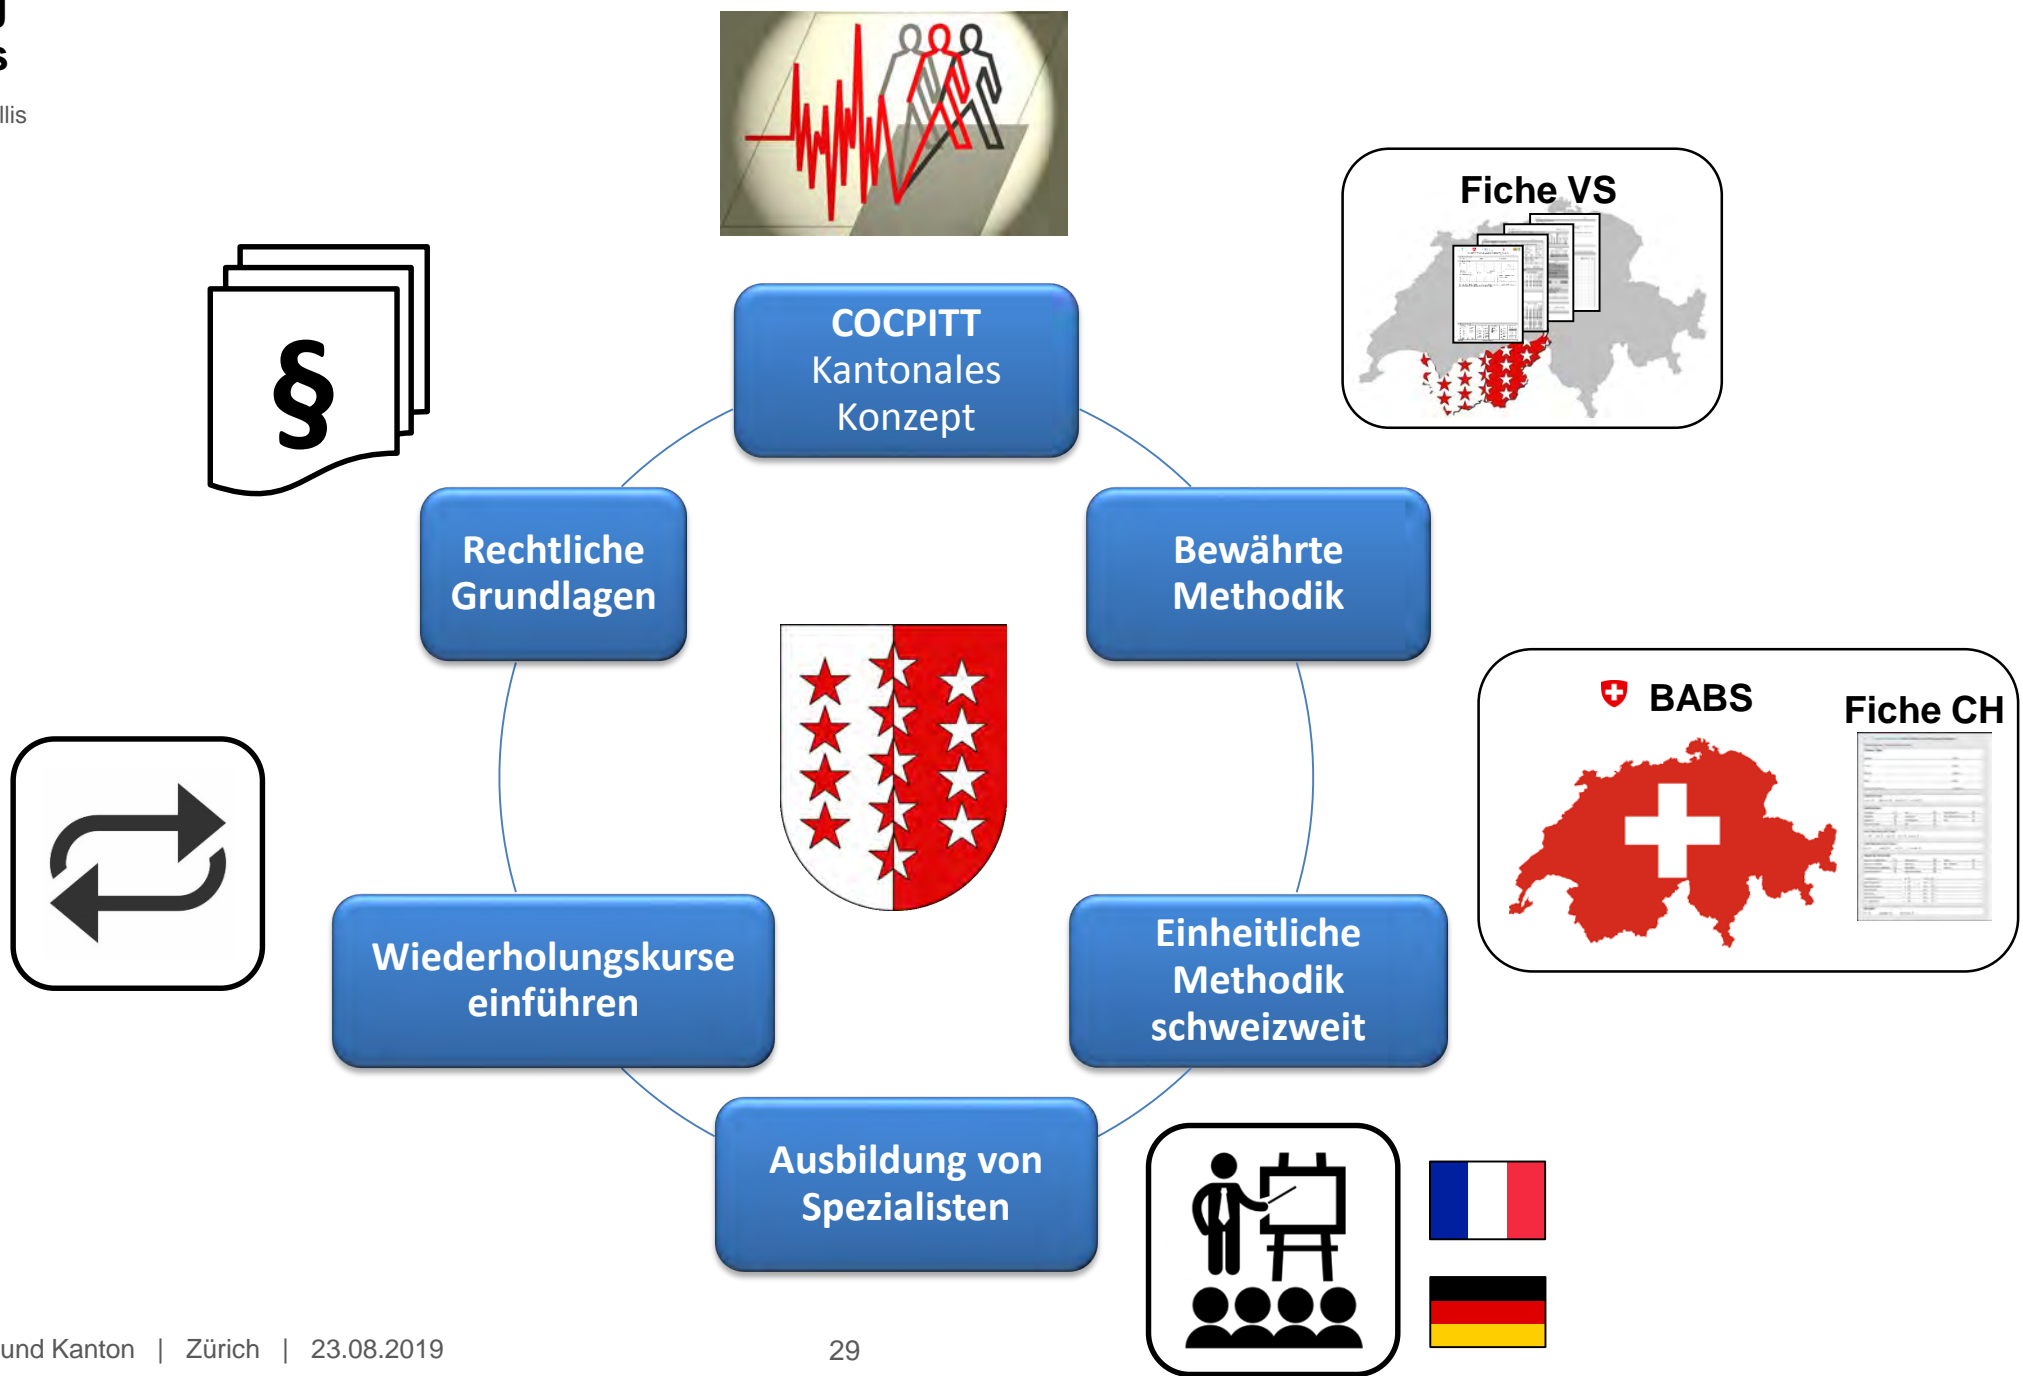 llis
Fiche VS
§
COCPITT
Kantonales
Konzept
Rechtliche
Grundlagen
Bewährte
Methodik
BABS
Fiche CH
Wiederholungskurse
einführen
Einheitliche
Methodik
schweizweit
Ausbildung von
Spezialisten
und Kanton | Zürich | 23.08.2019
29